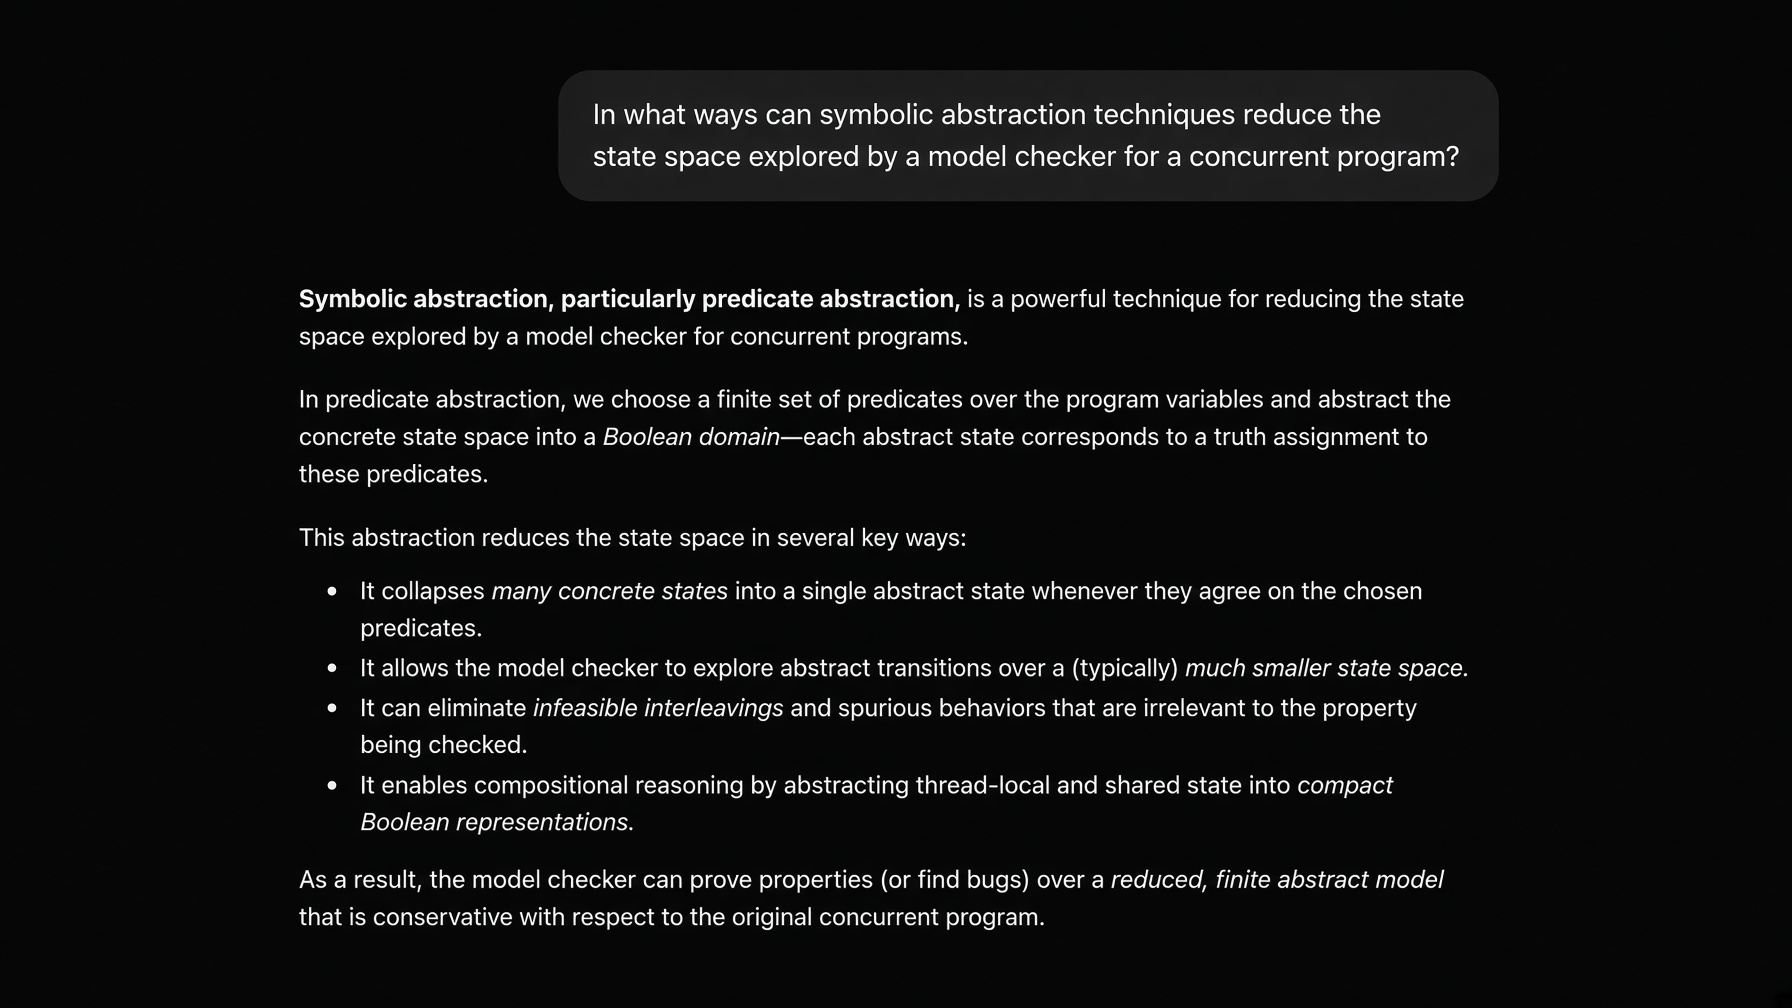 In what ways can symbolic abstraction techniques reduce the
state space explored by a model checker for a concurrent program?
Symbolic abstraction, particularly predicate abstraction, is a powerful technique for reducing the state
space explored by a model checker for concurrent programs.
In predicate abstraction, we choose a finite set of predicates over the program variables and abstract the
concrete state space into a Boolean domain—each abstract state corresponds to a truth assignment to
these predicates.
This abstraction reduces the state space in several key ways:
• It collapses many concrete states into a single abstract state whenever they agree on the chosen
predicates.
• It allows the model checker to explore abstract transitions over a (typically) much smaller state space.
• It can eliminate infeasible interleavings and spurious behaviors that are irrelevant to the property
being checked.
• It enables compositional reasoning by abstracting thread-local and shared state into compact
Boolean representations.
As a result, the model checker can prove properties (or find bugs) over a reduced, finite abstract model
that is conservative with respect to the original concurrent program.